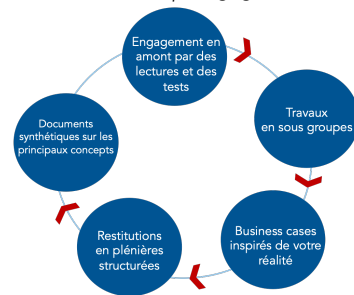 Engagement en
amont par des
lectures et des
tests
Travaux
en sous groupes
Business cases
inspirés de votre
réalité
Restitutions
en plénières
structurées
Documents
synthétiques sur les
principaux concepts